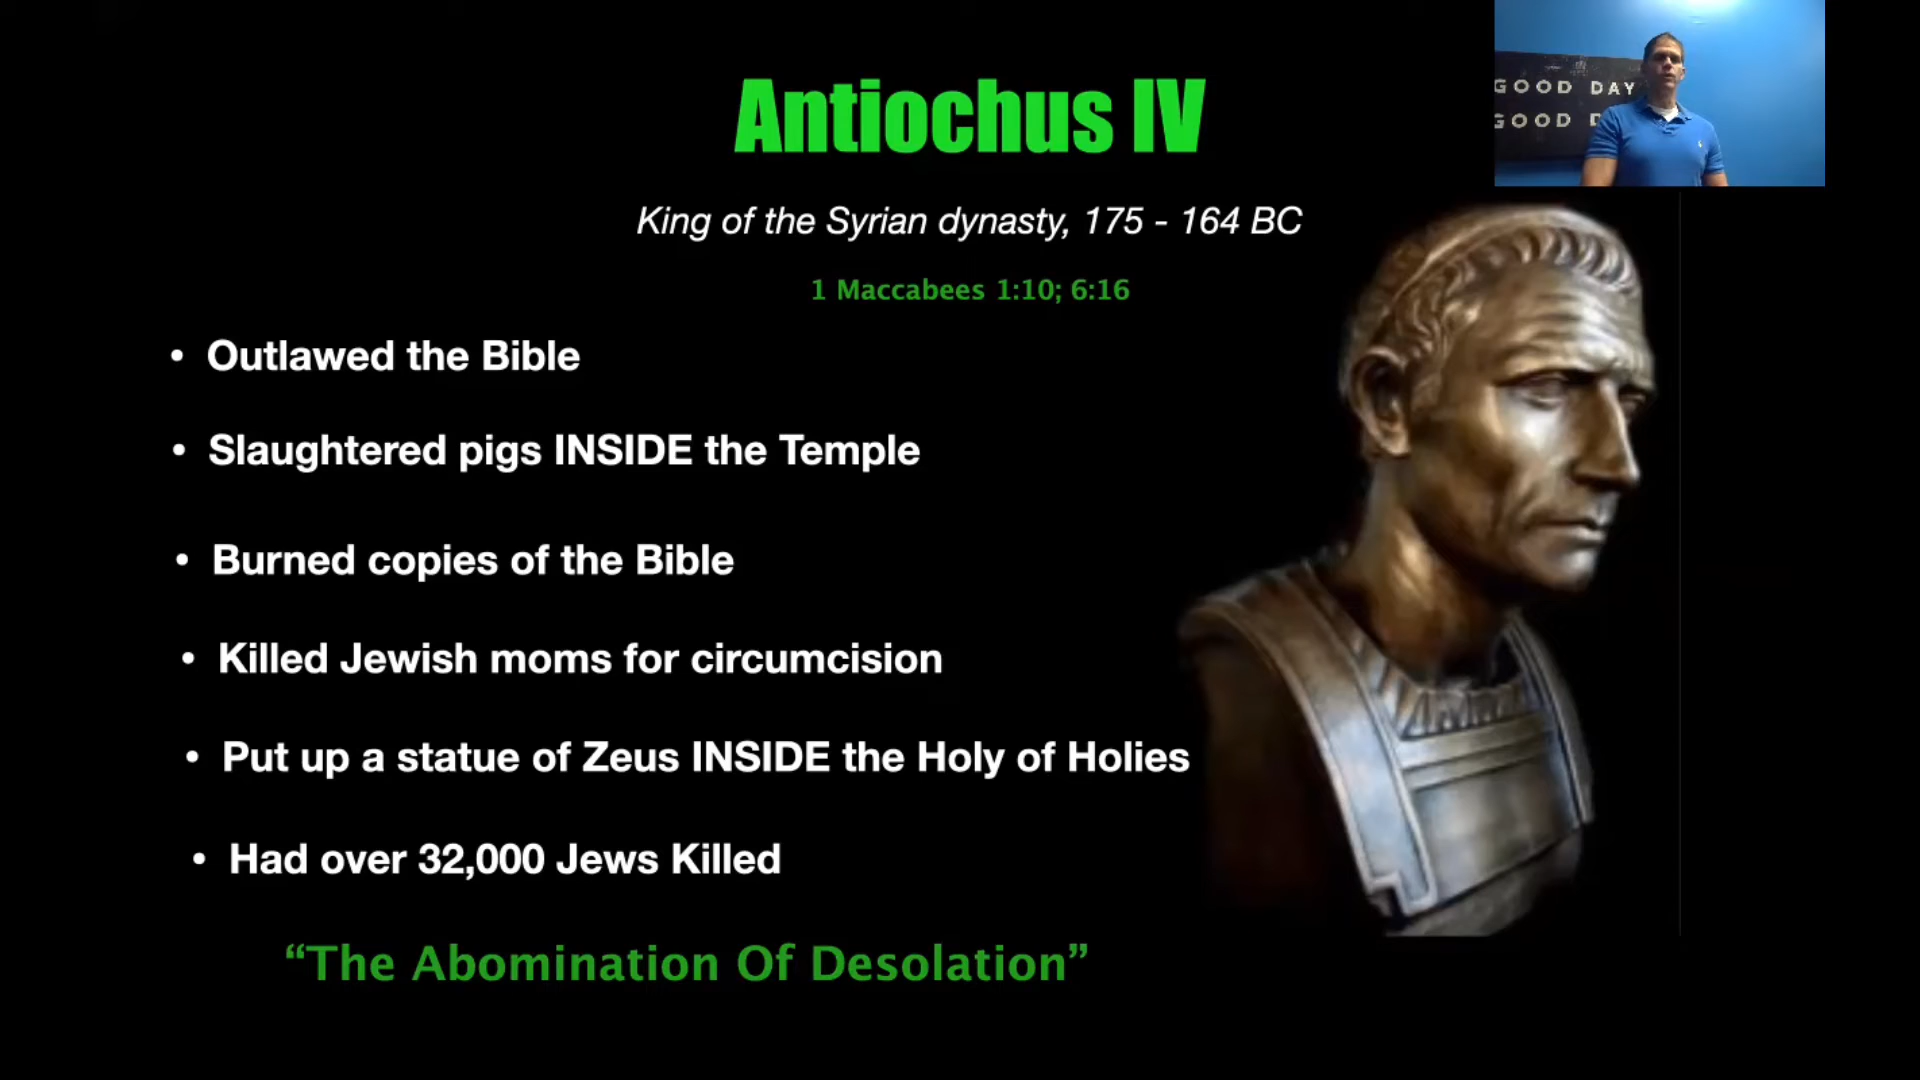 Antiochus IV
GOOD DAY
GOOD
King of the Syrian dynasty, 175 - 164 BC
1 Maccabees 1:10; 6:16
• Outlawed the Bible
• Slaughtered pigs INSIDE the Temple
• Burned copies of the Bible
• Killed Jewish moms for circumcision
• Put up a statue of Zeus INSIDE the Holy of Holies
• Had over 32,000 Jews Killed
“The Abomination Of Desolation”